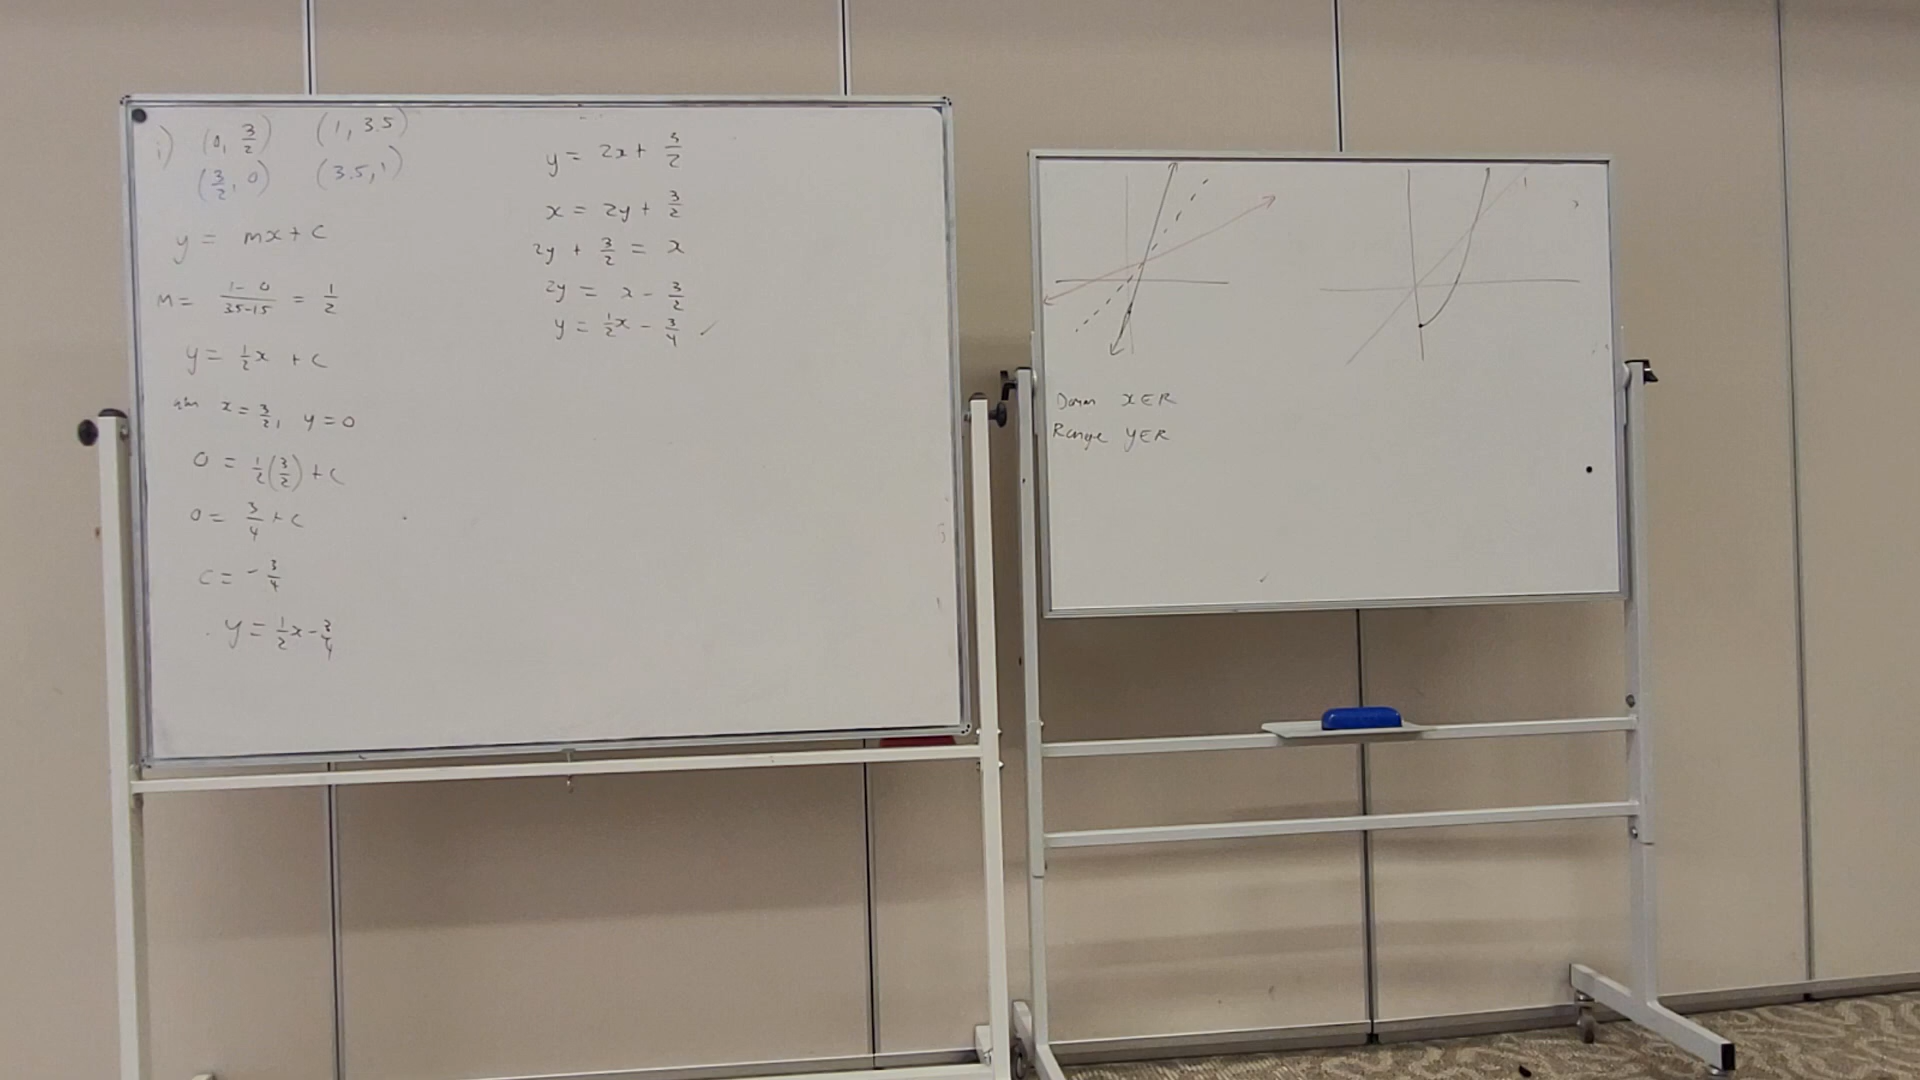 i) (0, 3/2) (1, 3.5)
(3/2, 0) (3.5, 1)
y = mx + c
m = 1 - 0 / 3.5 - 1.5 = 1/2
y = 1/2 x + c
x = 3/2, y = 0
0 = 1/2 (3/2) + c
0 = 3/4 + c
c = - 3/4
y = 1/2 x - 3/4
y = 2x + 3/2
x = 2y + 3/2
2y + 3/2 = x
2y = x - 3/2
y = 1/2 x - 3/4 ✓
x ∈ R
Range y ∈ R